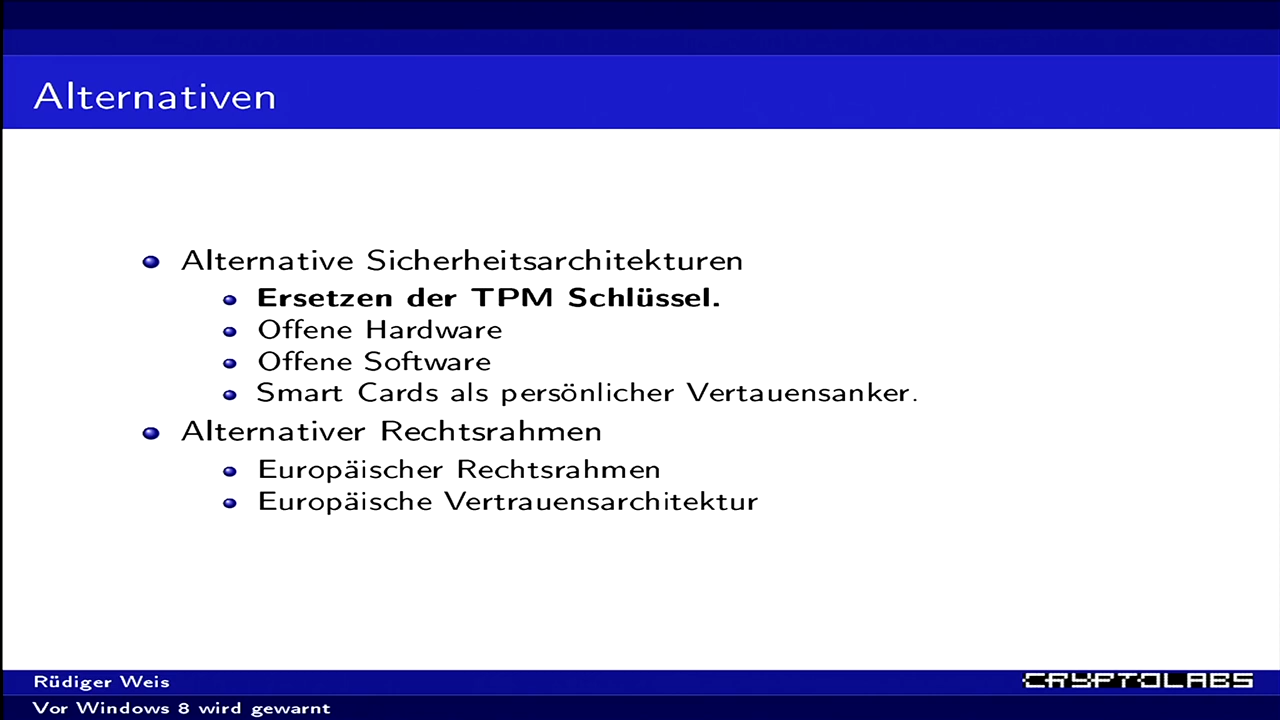 Alternativen
Alternative Sicherheitsarchitekturen
Ersetzen der TPM Schlüssel.
Offene Hardware
Offene Software
Smart Cards als persönlicher Vertauensanker.
Alternativer Rechtsrahmen
Europäischer Rechtsrahmen
Europäische Vertrauensarchitektur
Rüdiger Weis
CRYPTOLABS
Vor Windows 8 wird gewarnt